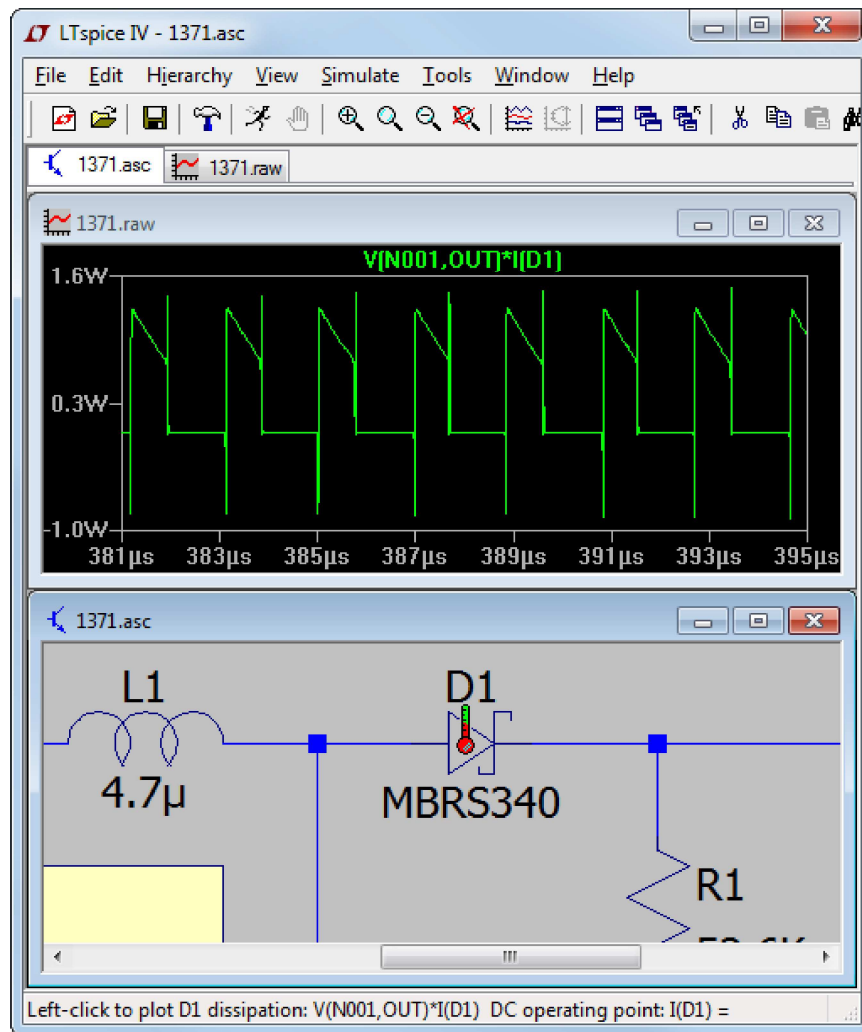 LTspice IV - 1371.asc
File Edit Hierarchy View Simulate Tools Window Help
1371.asc 1371.raw
1371.raw
V(N001,OUT)*I(D1)
1.6W
0.3W
-1.0W
381µs 383µs 385µs 387µs 389µs 391µs 393µs 395µs
1371.asc
L1 D1
4.7µ MBRS340
R1
Left-click to plot D1 dissipation: V(N001,OUT)*I(D1) DC operating point: I(D1) =